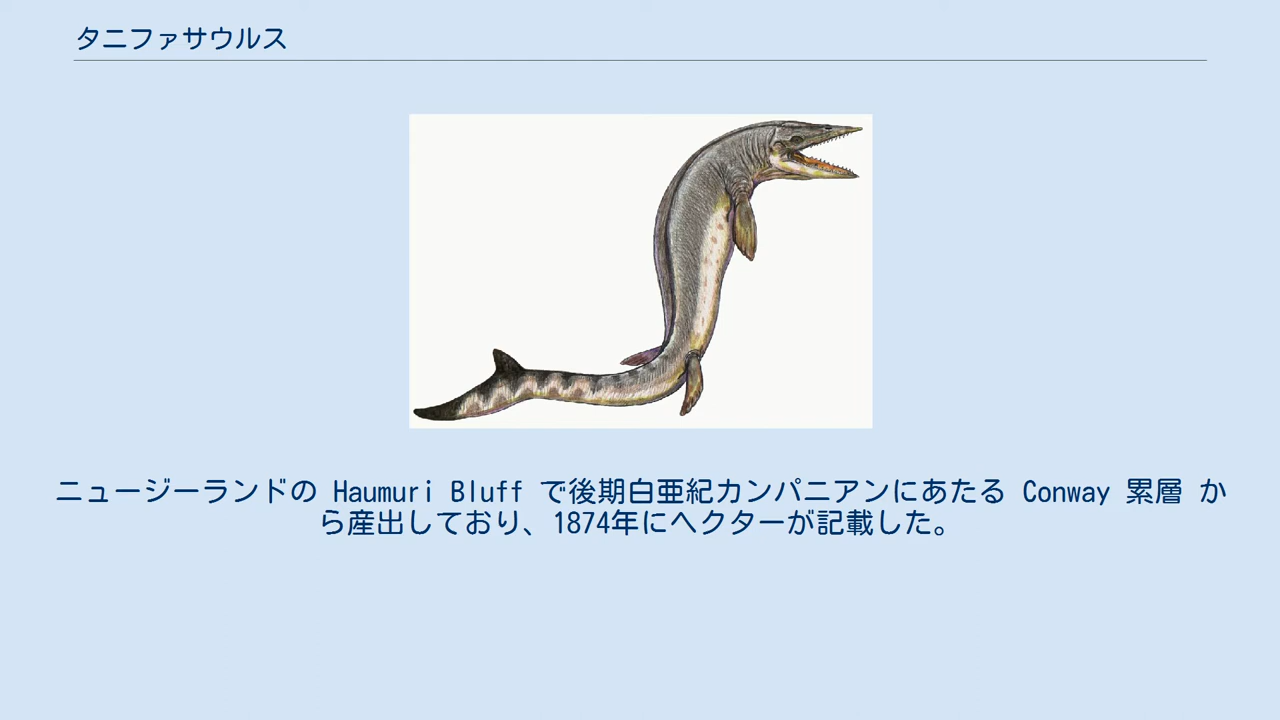 タニファサウルス
ニュージーランドの Haumuri Bluff で後期白亜紀カンパニアンにあたる Conway 累層 か
ら産出しており、1874年にヘクターが記載した。